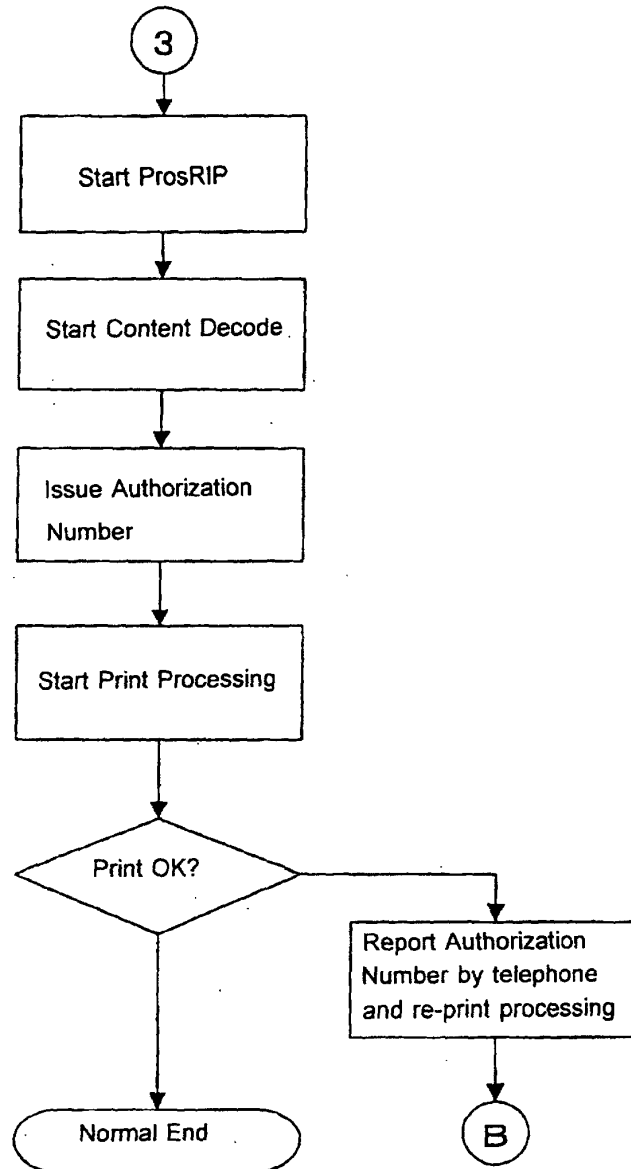 3
Start ProsRIP
Start Content Decode
Issue Authorization
Number
Start Print Processing
Print OK?
Report Authorization
Number by telephone
and re-print processing
Normal End
B